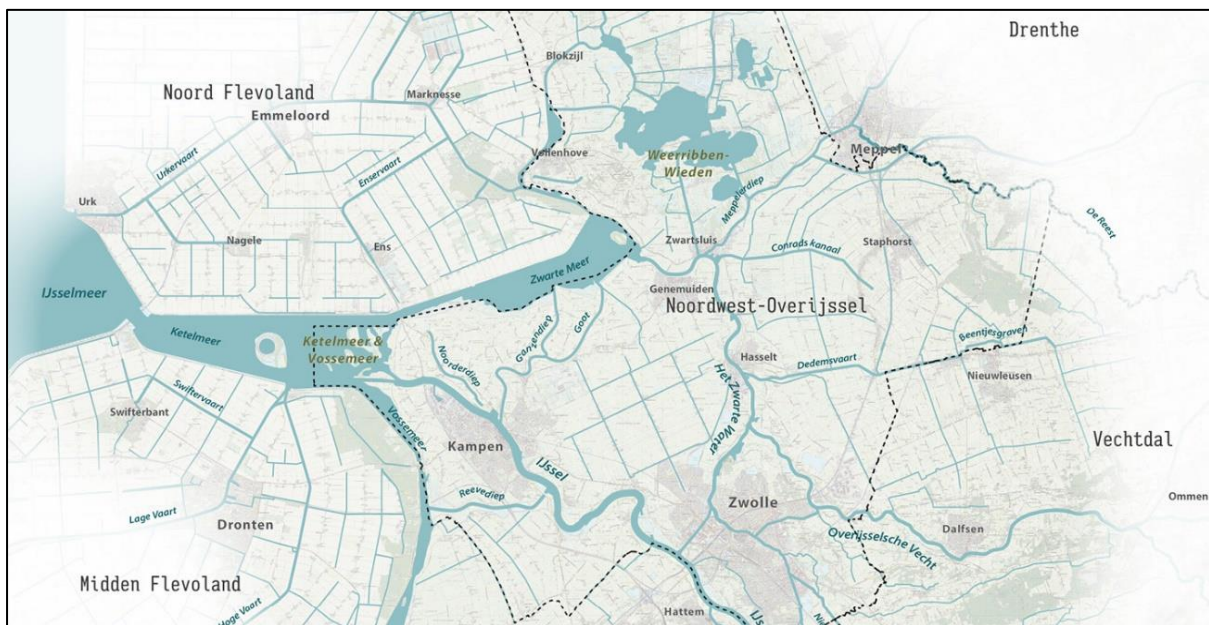 Drenthe
Blokzijl
Noord Flevoland
Marknesse
Emmeloord
Meppel
Vollenhove
Weerribben-
Wieden
Urkervaart
Enservaart
Meppelerdiep
Urk
De Reest
Nagele
Ens
Zwartsluis
Conrads kanaal
Staphorst
Zwarte Meer
IJsselmeer
Genemuiden
Noordwest-Overijssel
Ketelmeer
Ketelmeer &
Vossemeer
Ganzendiep
Goot
Noorderdiep
Beentjesgraven
Hasselt
Dedemsvaart
Nieuwleusen
Swiftervaart
Swifterbant
Vossemeer
Het Zwarte Water
Kampen
Vechtdal
IJssel
Reevediep
Zwolle
Ommen
Lage Vaart
Dronten
Dalfsen
Overijsselsche Vecht
Midden Flevoland
Hoge Vaart
Hattem